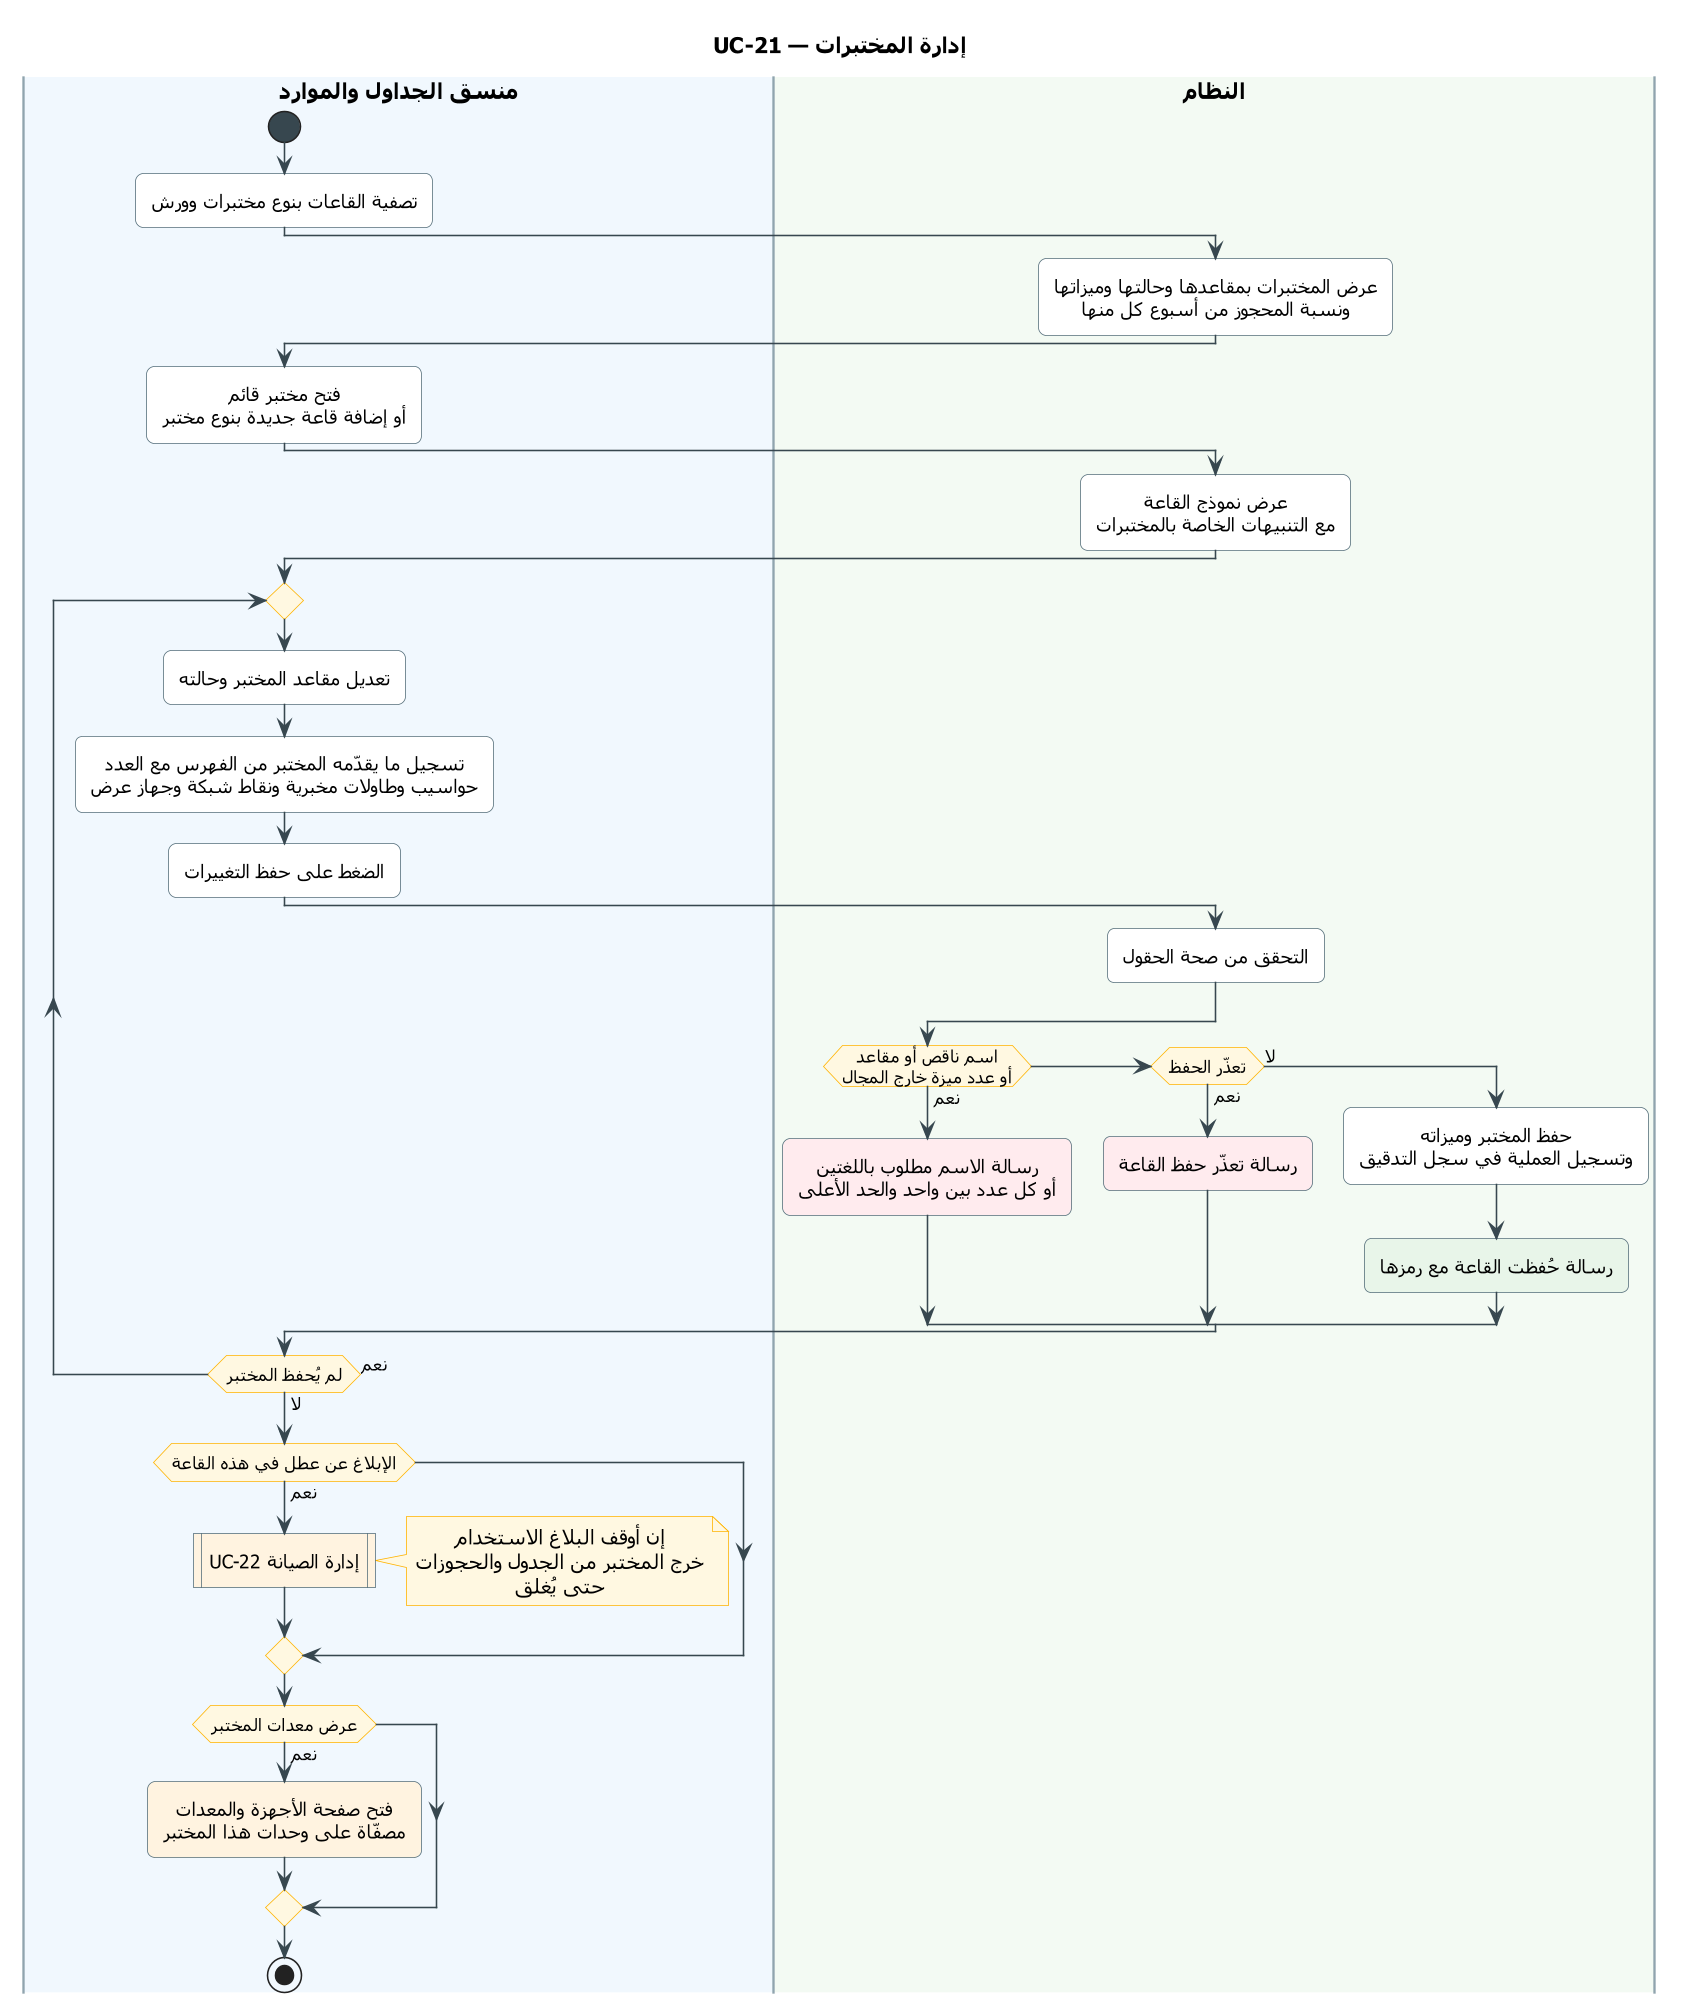 UC-21 — إدارة المختبرات
منسق الجداول والموارد
النظام
تصفية القاعات بنوع مختبرات وورش
عرض المختبرات بمقاعدها وحالتها وميزاتها
ونسبة المحجوز من أسبوع كل منها
فتح مختبر قائم
أو إضافة قاعة جديدة بنوع مختبر
عرض نموذج القاعة
مع التنبيهات الخاصة بالمختبرات
تعديل مقاعد المختبر وحالته
تسجيل ما يقدّمه المختبر من الفهرس مع العدد
حواسيب وطاولات مخبرية ونقاط شبكة وجهاز عرض
الضغط على حفظ التغييرات
التحقق من صحة الحقول
اسم ناقص أو مقاعد
أو عدد ميزة خارج المجال
نعم
تعذّر الحفظ
لا
نعم
رسالة الاسم مطلوب باللغتين
أو كل عدد بين واحد والحد الأعلى
رسالة تعذّر حفظ القاعة
حفظ المختبر وميزاته
وتسجيل العملية في سجل التدقيق
رسالة حُفظت القاعة مع رمزها
لم يُحفظ المختبر
نعم
لا
الإبلاغ عن عطل في هذه القاعة
نعم
إدارة الصيانة UC-22
إن أوقف البلاغ الاستخدام
خرج المختبر من الجدول والحجوزات
حتى يُغلق
عرض معدات المختبر
نعم
فتح صفحة الأجهزة والمعدات
مصفّاة على وحدات هذا المختبر